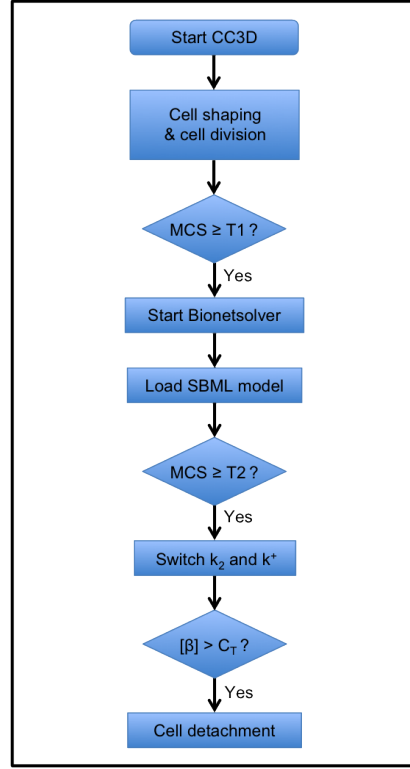 Start CC3D
Cell shaping
& cell division
MCS ≥ T1 ?
Yes
Start Bionetsolver
Load SBML model
MCS ≥ T2 ?
Yes
Switch k₂ and k⁺
[β] > C_T ?
Yes
Cell detachment